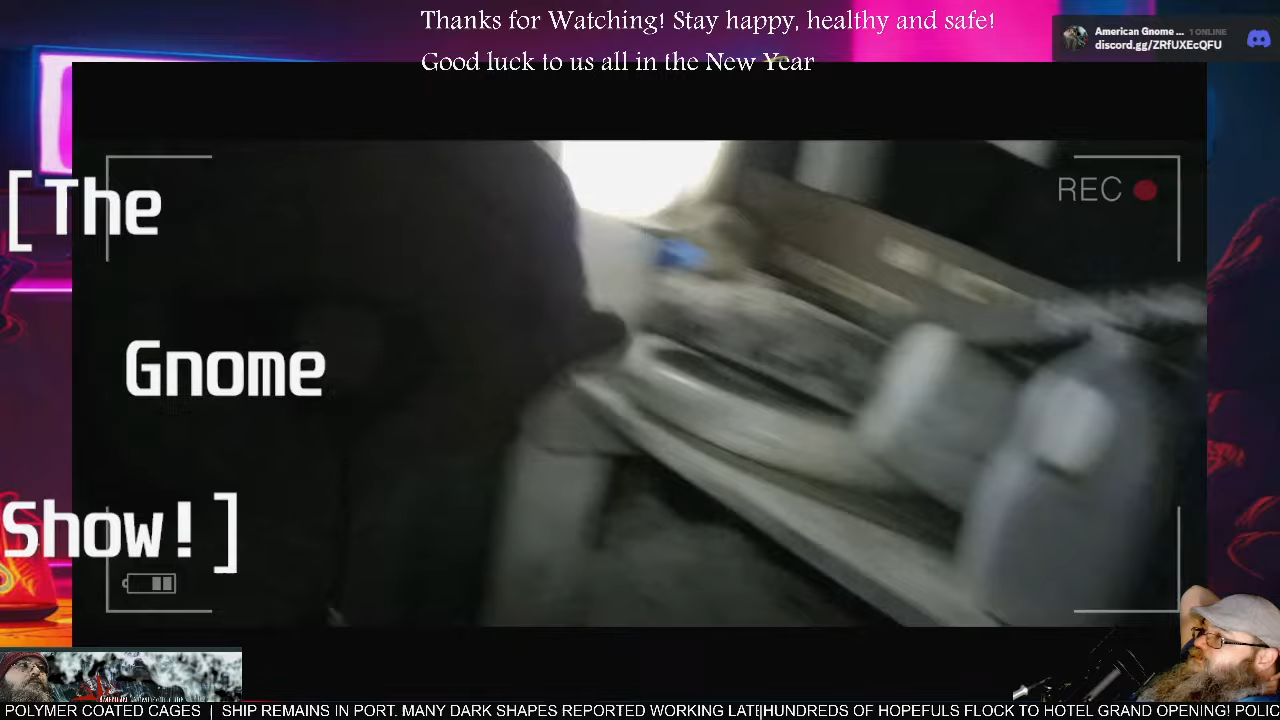 Thanks for Watching! Stay happy, healthy and safe!
Good luck to us all in the New Year
American Gnome ... 1 ONLINE
discord.gg/ZRfUXEcQFU
REC
[The
Gnome
Show!]
POLYMER COATED CAGES | SHIP REMAINS IN PORT. MANY DARK SHAPES REPORTED WORKING LATE|HUNDREDS OF HOPEFULS FLOCK TO HOTEL GRAND OPENING! POLIC